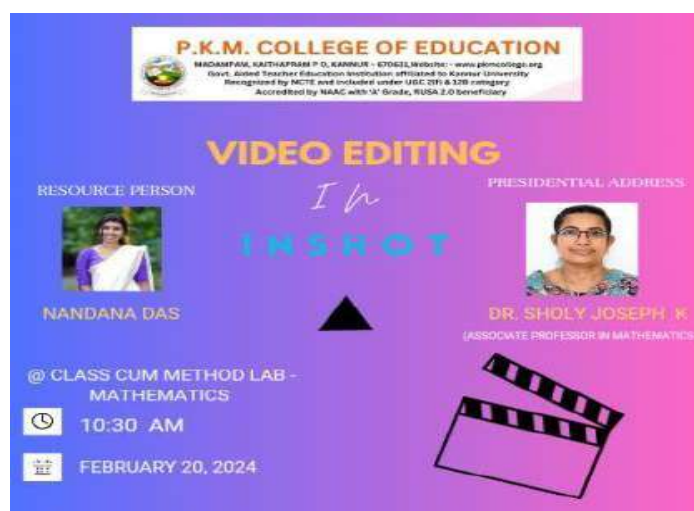 P.K.M. COLLEGE OF EDUCATION
MADAMPAM, KAITHAPRAM P O, KANNUR - 670631,Website: - www.pkmcollege.org
Govt. Aided Teacher Education Institution affiliated to Kannur University
Recognized by NCTE and included under UGC 2(f) & 12B category
Accredited by NAAC with 'A' Grade, RUSA 2.0 beneficiary
VIDEO EDITING
In
INSHOT
RESOURCE PERSON
NANDANA DAS
PRESIDENTIAL ADDRESS
DR. SHOLY JOSEPH K
(ASSOCIATE PROFESSOR IN MATHEMATICS
@ CLASS CUM METHOD LAB -
MATHEMATICS
10:30 AM
FEBRUARY 20, 2024